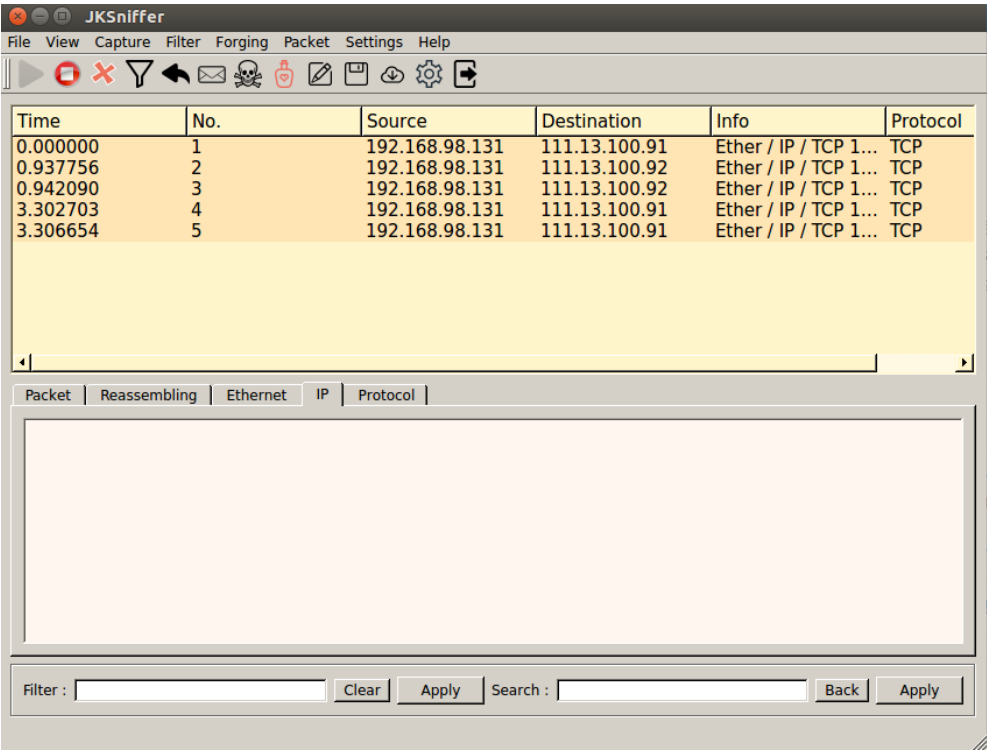 JKSniffer
File View Capture Filter Forging Packet Settings Help
Time No. Source Destination Info Protocol
0.000000 1 192.168.98.131 111.13.100.91 Ether / IP / TCP 1... TCP
0.937756 2 192.168.98.131 111.13.100.92 Ether / IP / TCP 1... TCP
0.942090 3 192.168.98.131 111.13.100.92 Ether / IP / TCP 1... TCP
3.302703 4 192.168.98.131 111.13.100.91 Ether / IP / TCP 1... TCP
3.306654 5 192.168.98.131 111.13.100.91 Ether / IP / TCP 1... TCP
Packet Reassembling Ethernet IP Protocol
Filter : Clear Apply Search : Back Apply